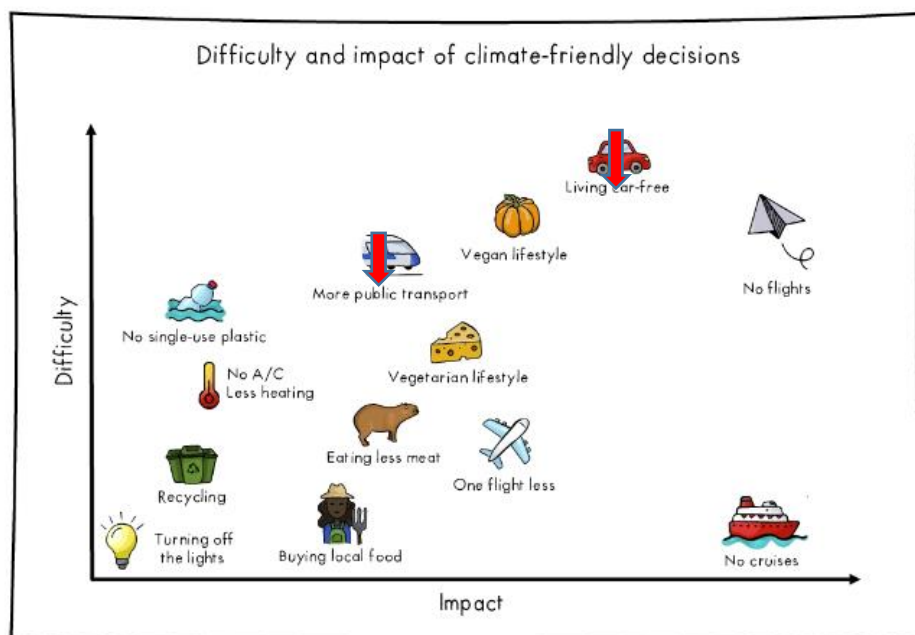 Difficulty and impact of climate-friendly decisions
Living car-free
Vegan lifestyle
No flights
More public transport
No single-use plastic
No A/C
Less heating
Vegetarian lifestyle
Eating less meat
One flight less
Recycling
Turning off
the lights
Buying local food
No cruises
Difficulty
Impact